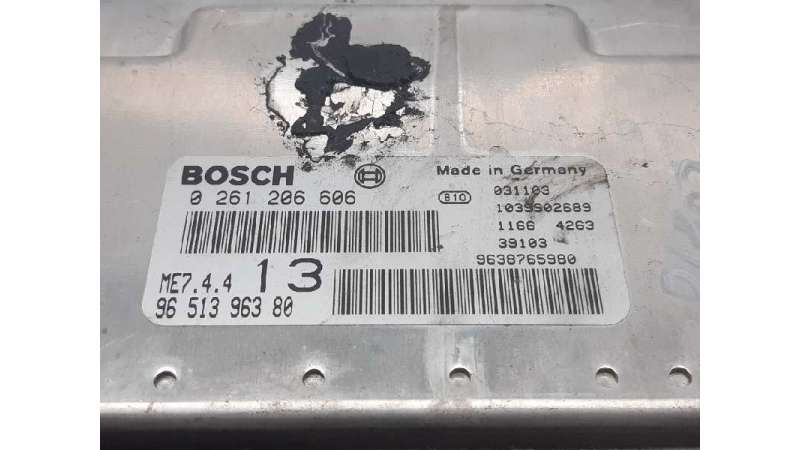 BOSCH
0 261 206 606
ME7.4.4 13
96 513 963 80
Made in Germany
B10
031103
1039S02689
1166 4263
39103
9638765980